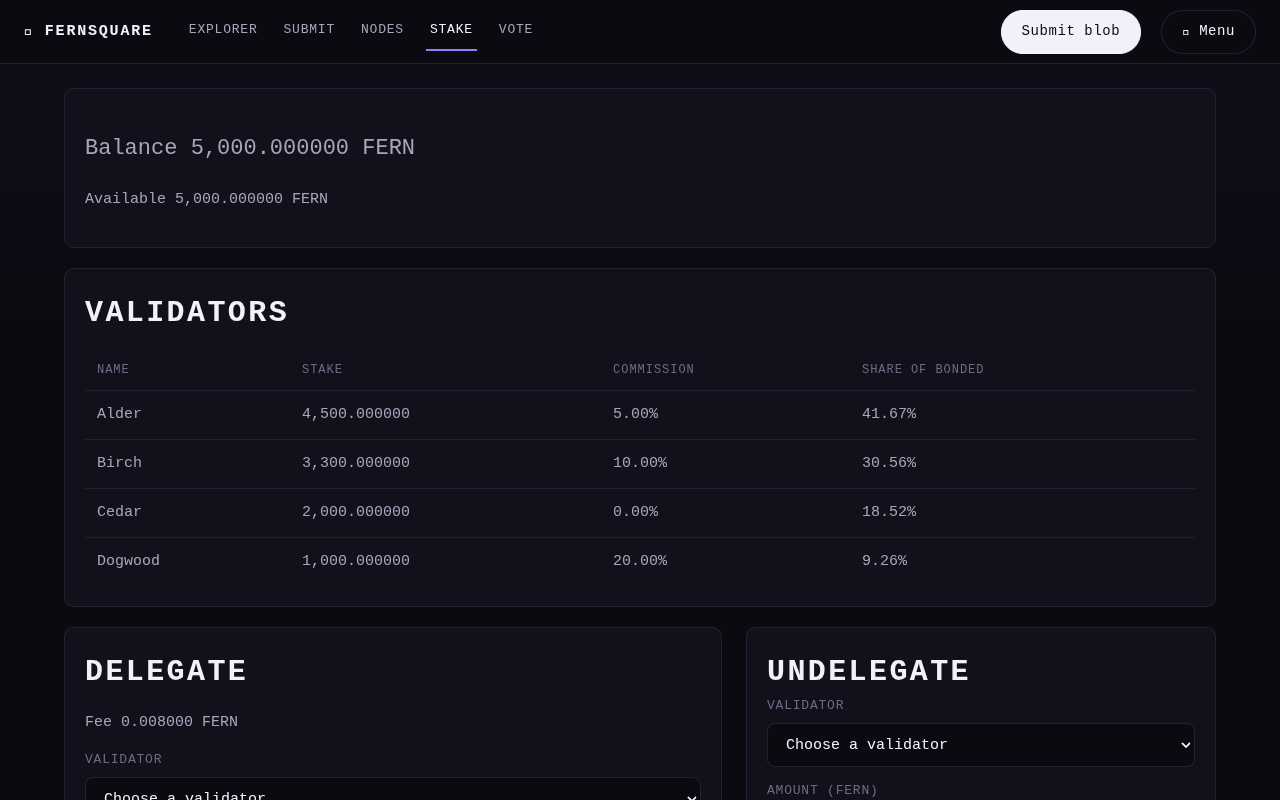 FERNSQUARE EXPLORER SUBMIT NODES STAKE VOTE Submit blob Menu
Balance 5,000.000000 FERN
Available 5,000.000000 FERN
VALIDATORS
NAME STAKE COMMISSION SHARE OF BONDED
Alder 4,500.000000 5.00% 41.67%
Birch 3,300.000000 10.00% 30.56%
Cedar 2,000.000000 0.00% 18.52%
Dogwood 1,000.000000 20.00% 9.26%
DELEGATE
Fee 0.008000 FERN
VALIDATOR
Choose a validator
UNDELEGATE
VALIDATOR
Choose a validator
AMOUNT (FERN)